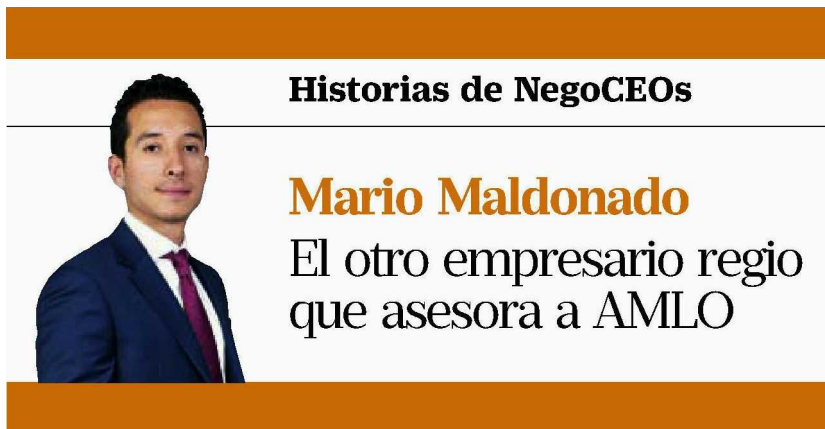 Historias de NegoCEOs
Mario Maldonado
El otro empresario regio
que asesora a AMLO